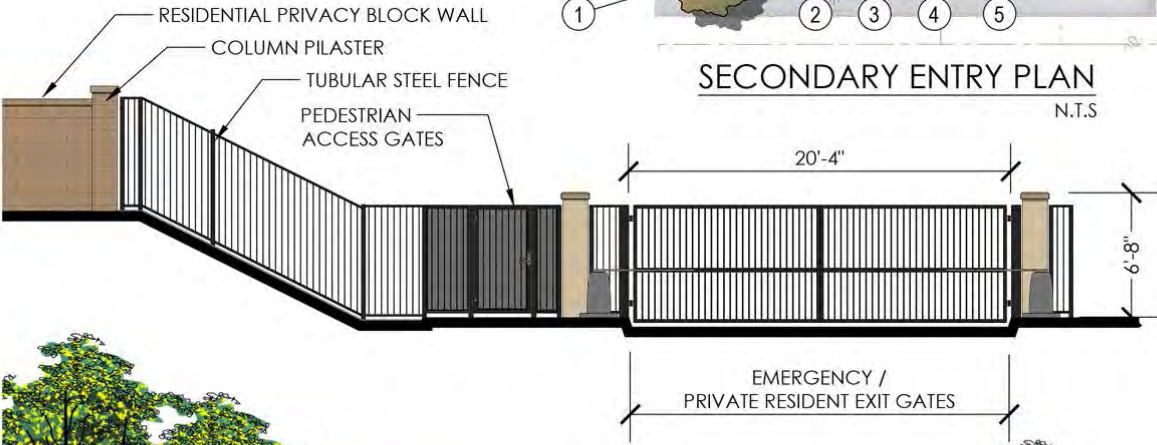 RESIDENTIAL PRIVACY BLOCK WALL
COLUMN PILASTER
TUBULAR STEEL FENCE
PEDESTRIAN
ACCESS GATES
1
2
3
4
5
SECONDARY ENTRY PLAN
N.T.S
20'-4"
6'-8"
EMERGENCY /
PRIVATE RESIDENT EXIT GATES